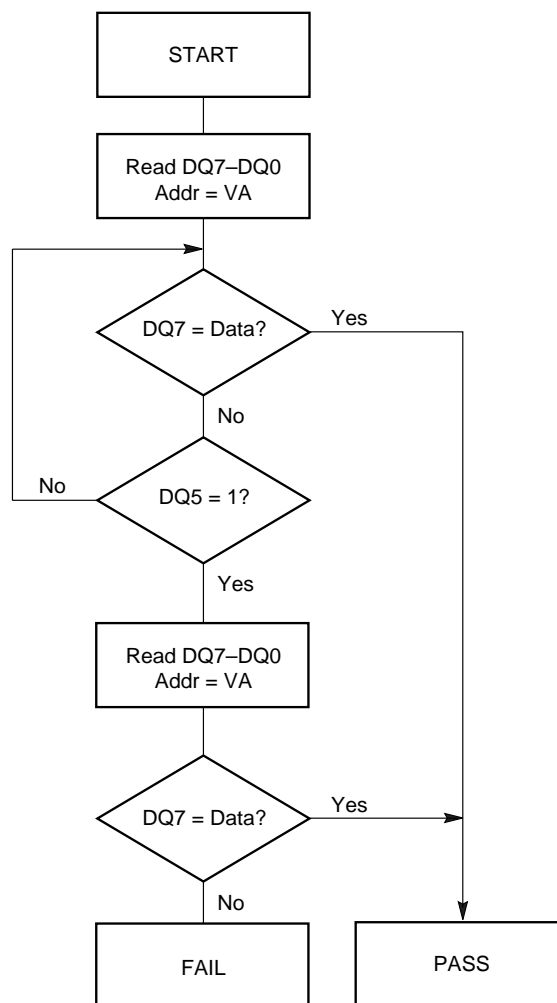 START
Read DQ7–DQ0
Addr = VA
DQ7 = Data?
Yes
No
No
DQ5 = 1?
Yes
Read DQ7–DQ0
Addr = VA
DQ7 = Data?
Yes
No
FAIL
PASS